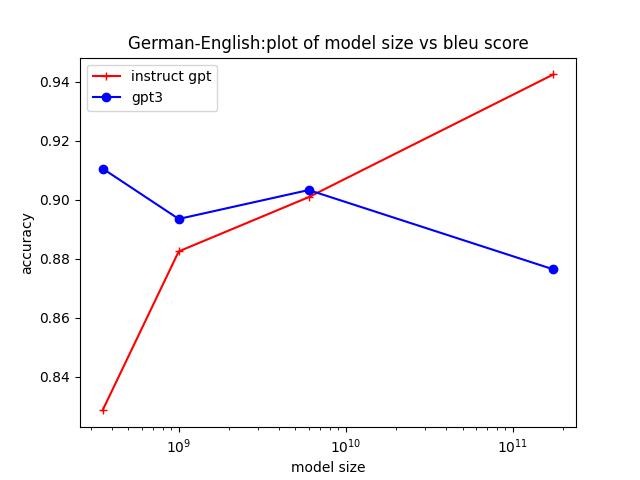 German-English:plot of model size vs bleu score
instruct gpt
gpt3
accuracy
0.94
0.92
0.90
0.88
0.86
0.84
10⁹
10¹⁰
10¹¹
model size